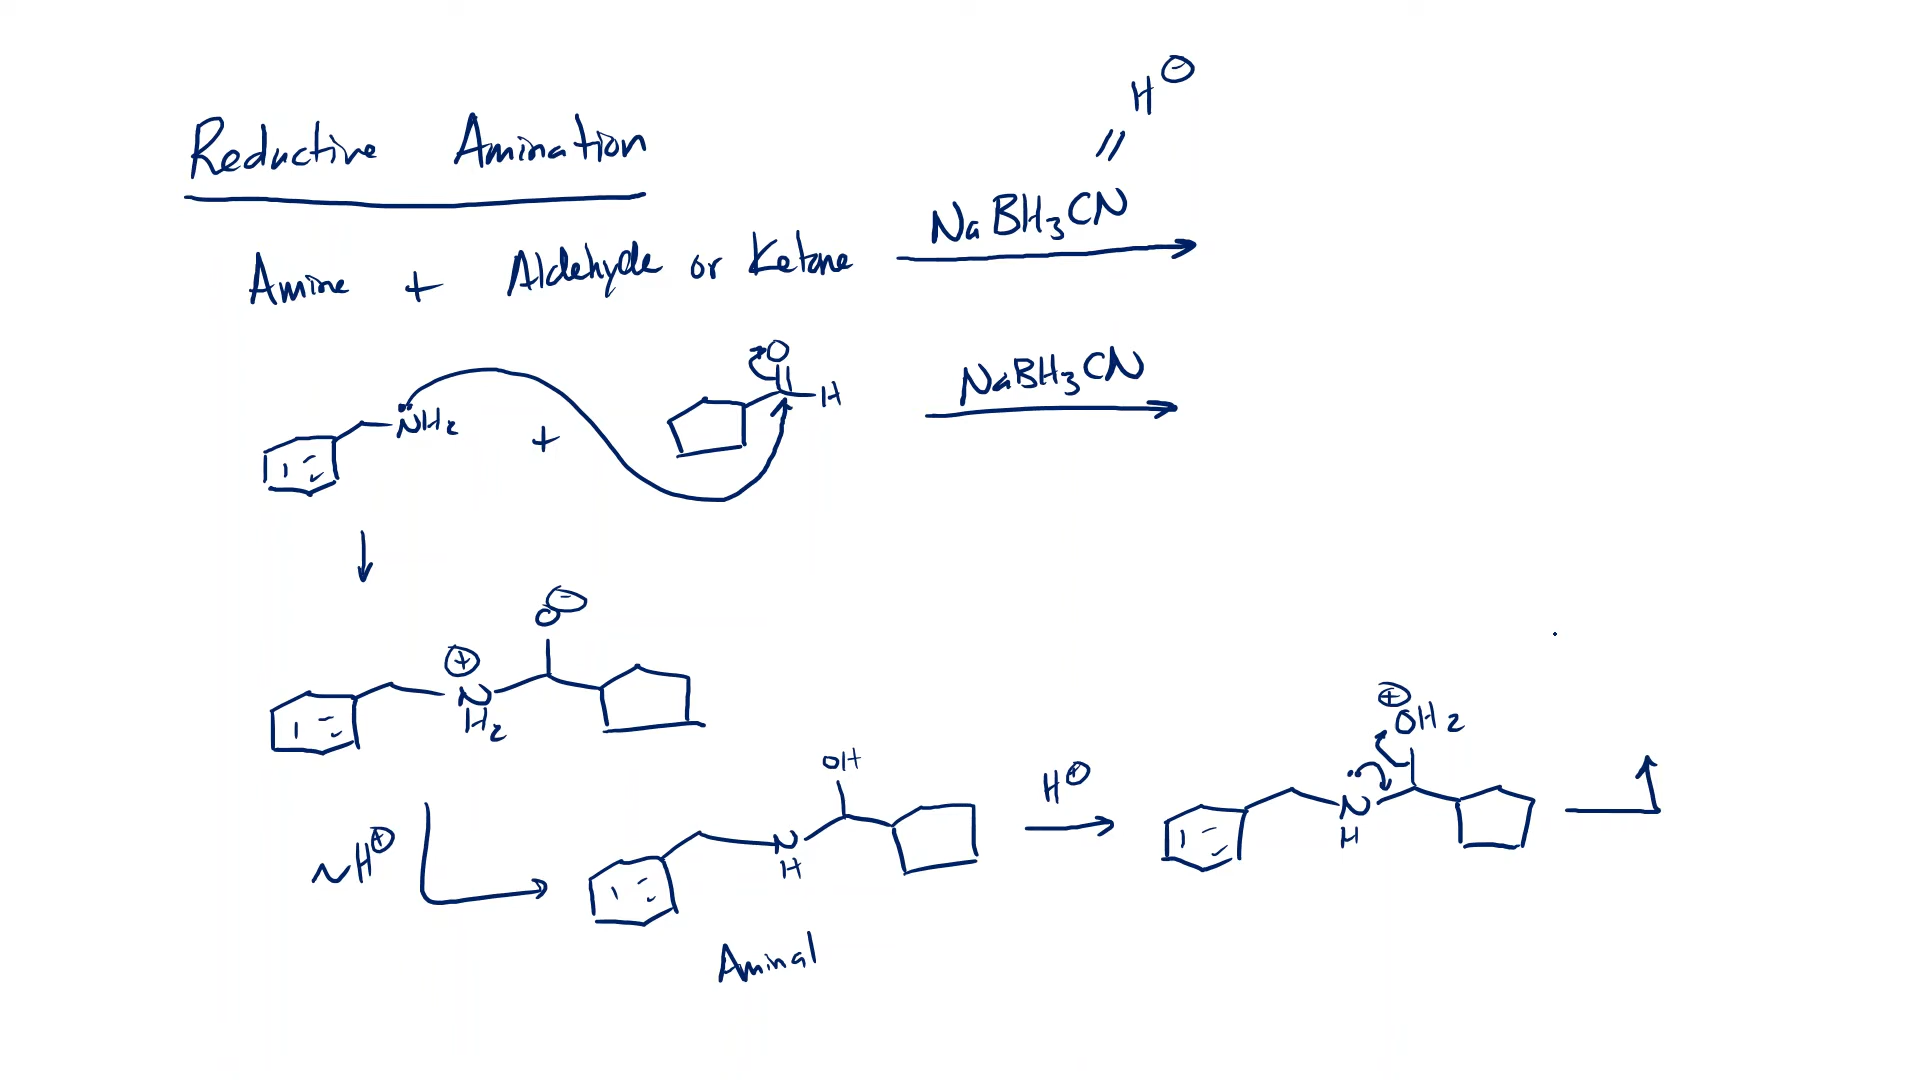 H⊖
Reductive Amination
〃
NaBH3CN
Amine + Aldehyde or Ketone
O
NaBH3CN
H
NH2
+
O⊖
⊕
N
H2
⊕
OH2
OH
H⊕
N
H
~H⊕
N
H
Aminal